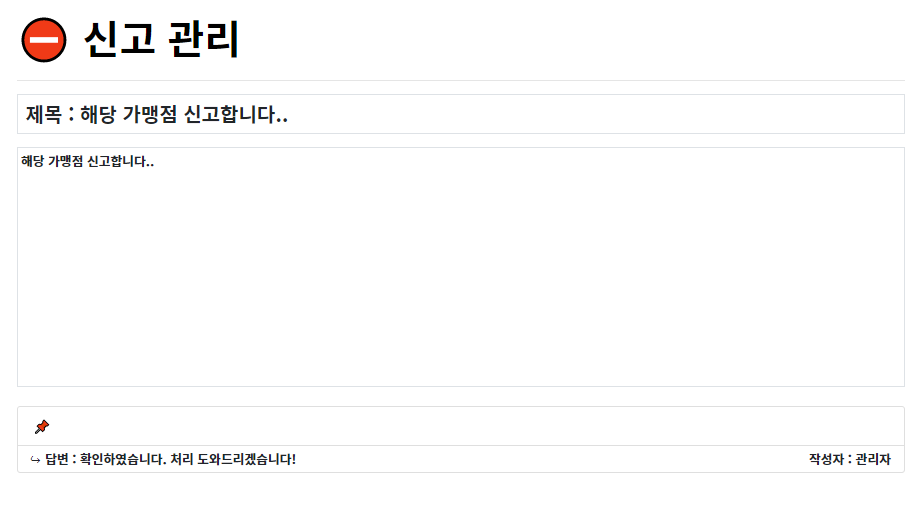 신고 관리
제목 : 해당 가맹점 신고합니다..
해당 가맹점 신고합니다..
↪ 답변 : 확인하였습니다. 처리 도와드리겠습니다! 작성자 : 관리자